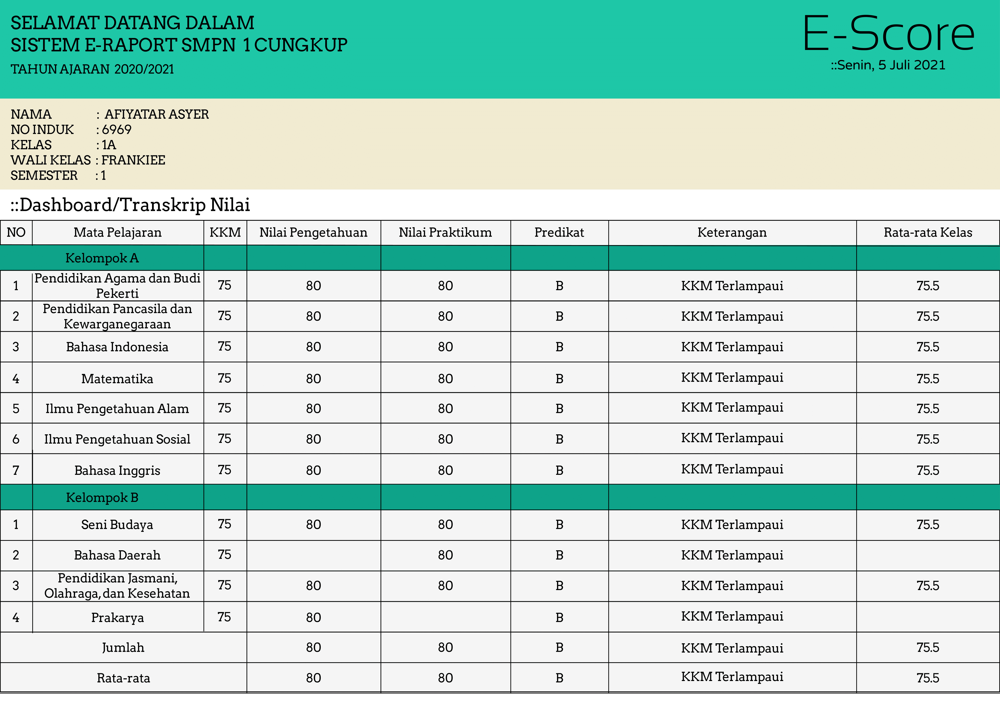 SELAMAT DATANG DALAM
SISTEM E-RAPORT SMPN 1 CUNGKUP
TAHUN AJARAN 2020/2021
E-Score
::Senin, 5 Juli 2021
NAMA : AFIYATAR ASYER
NO INDUK : 6969
KELAS : 1A
WALI KELAS : FRANKIEE
SEMESTER : 1
::Dashboard/Transkrip Nilai
NO Mata Pelajaran KKM Nilai Pengetahuan Nilai Praktikum Predikat Keterangan Rata-rata Kelas
Kelompok A
1 Pendidikan Agama dan Budi
Pekerti 75 80 80 B KKM Terlampaui 75.5
2 Pendidikan Pancasila dan
Kewarganegaraan 75 80 80 B KKM Terlampaui 75.5
3 Bahasa Indonesia 75 80 80 B KKM Terlampaui 75.5
4 Matematika 75 80 80 B KKM Terlampaui 75.5
5 Ilmu Pengetahuan Alam 75 80 80 B KKM Terlampaui 75.5
6 Ilmu Pengetahuan Sosial 75 80 80 B KKM Terlampaui 75.5
7 Bahasa Inggris 75 80 80 B KKM Terlampaui 75.5
Kelompok B
1 Seni Budaya 75 80 80 B KKM Terlampaui 75.5
2 Bahasa Daerah 75 80 B KKM Terlampaui
3 Pendidikan Jasmani,
Olahraga, dan Kesehatan 75 80 80 B KKM Terlampaui 75.5
4 Prakarya 75 80 B KKM Terlampaui
Jumlah 80 80 B KKM Terlampaui 75.5
Rata-rata 80 80 B KKM Terlampaui 75.5